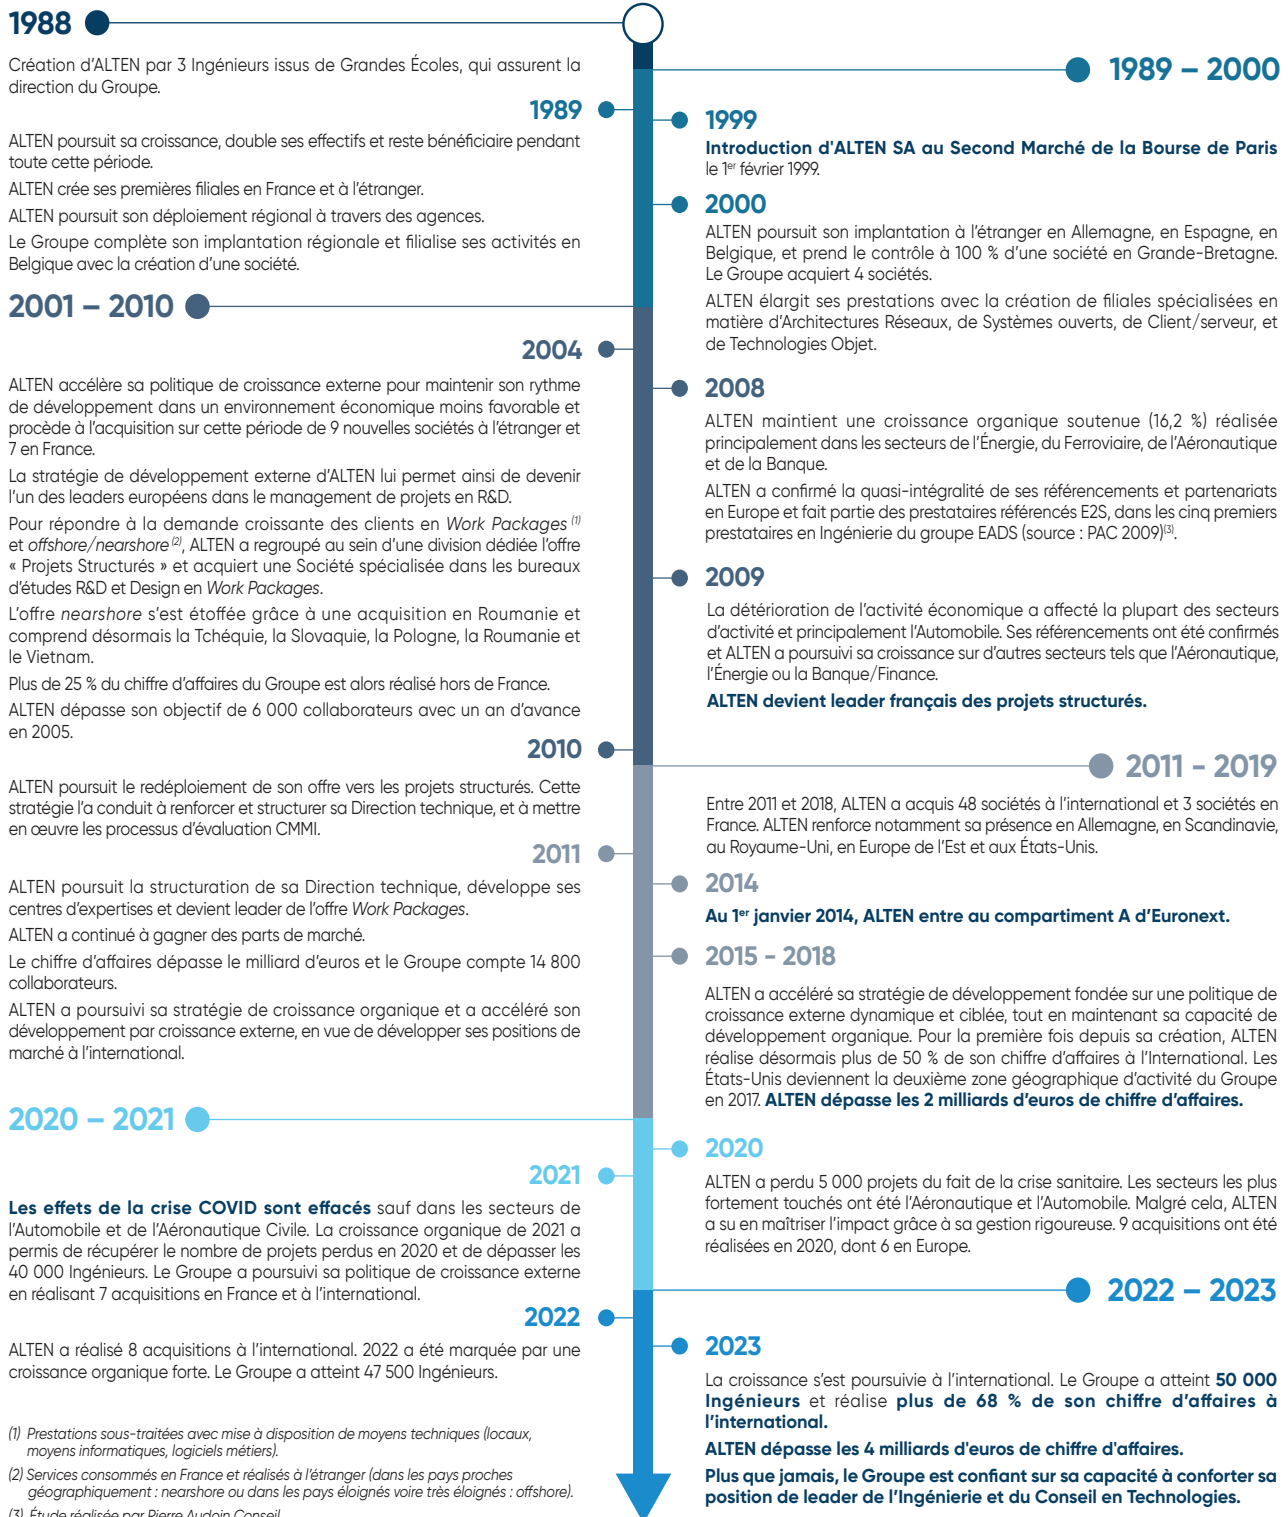 1988
Création d'ALTEN par 3 Ingénieurs issus de Grandes Écoles, qui assurent la
direction du Groupe.
1989 – 2000
1989
ALTEN poursuit sa croissance, double ses effectifs et reste bénéficiaire pendant
toute cette période.
ALTEN crée ses premières filiales en France et à l'étranger.
ALTEN poursuit son déploiement régional à travers des agences.
Le Groupe complète son implantation régionale et filialise ses activités en
Belgique avec la création d'une société.
1999
Introduction d'ALTEN SA au Second Marché de la Bourse de Paris
le 1er février 1999.
2000
ALTEN poursuit son implantation à l'étranger en Allemagne, en Espagne, en
Belgique, et prend le contrôle à 100 % d'une société en Grande-Bretagne.
Le Groupe acquiert 4 sociétés.
ALTEN élargit ses prestations avec la création de filiales spécialisées en
matière d'Architectures Réseaux, de Systèmes ouverts, de Client/serveur, et
de Technologies Objet.
2001 – 2010
2004
ALTEN accélère sa politique de croissance externe pour maintenir son rythme
de développement dans un environnement économique moins favorable et
procède à l'acquisition sur cette période de 9 nouvelles sociétés à l'étranger et
7 en France.
La stratégie de développement externe d'ALTEN lui permet ainsi de devenir
l'un des leaders européens dans le management de projets en R&D.
Pour répondre à la demande croissante des clients en Work Packages (1)
et offshore/nearshore (2), ALTEN a regroupé au sein d'une division dédiée l'offre
« Projets Structurés » et acquiert une Société spécialisée dans les bureaux
d'études R&D et Design en Work Packages.
L'offre nearshore s'est étoffée grâce à une acquisition en Roumanie et
comprend désormais la Tchéquie, la Slovaquie, la Pologne, la Roumanie et
le Vietnam.
Plus de 25 % du chiffre d'affaires du Groupe est alors réalisé hors de France.
ALTEN dépasse son objectif de 6 000 collaborateurs avec un an d'avance
en 2005.
2008
ALTEN maintient une croissance organique soutenue (16,2 %) réalisée
principalement dans les secteurs de l'Énergie, du Ferroviaire, de l'Aéronautique
et de la Banque.
ALTEN a confirmé la quasi-intégralité de ses référencements et partenariats
en Europe et fait partie des prestataires référencés E2S, dans les cinq premiers
prestataires en Ingénierie du groupe EADS (source : PAC 2009)(3).
2009
La détérioration de l'activité économique a affecté la plupart des secteurs
d'activité et principalement l'Automobile. Ses référencements ont été confirmés
et ALTEN a poursuivi sa croissance sur d'autres secteurs tels que l'Aéronautique,
l'Énergie ou la Banque/Finance.
ALTEN devient leader français des projets structurés.
2010
ALTEN poursuit le redéploiement de son offre vers les projets structurés. Cette
stratégie l'a conduit à renforcer et structurer sa Direction technique, et à mettre
en œuvre les processus d'évaluation CMMI.
2011 - 2019
Entre 2011 et 2018, ALTEN a acquis 48 sociétés à l'international et 3 sociétés en
France. ALTEN renforce notamment sa présence en Allemagne, en Scandinavie,
au Royaume-Uni, en Europe de l'Est et aux États-Unis.
2011
ALTEN poursuit la structuration de sa Direction technique, développe ses
centres d'expertises et devient leader de l'offre Work Packages.
ALTEN a continué à gagner des parts de marché.
Le chiffre d'affaires dépasse le milliard d'euros et le Groupe compte 14 800
collaborateurs.
ALTEN a poursuivi sa stratégie de croissance organique et a accéléré son
développement par croissance externe, en vue de développer ses positions de
marché à l'international.
2014
Au 1er janvier 2014, ALTEN entre au compartiment A d'Euronext.
2015 - 2018
ALTEN a accéléré sa stratégie de développement fondée sur une politique de
croissance externe dynamique et ciblée, tout en maintenant sa capacité de
développement organique. Pour la première fois depuis sa création, ALTEN
réalise désormais plus de 50 % de son chiffre d'affaires à l'International. Les
États-Unis deviennent la deuxième zone géographique d'activité du Groupe
en 2017. ALTEN dépasse les 2 milliards d'euros de chiffre d'affaires.
2020 – 2021
2020
ALTEN a perdu 5 000 projets du fait de la crise sanitaire. Les secteurs les plus
fortement touchés ont été l'Aéronautique et l'Automobile. Malgré cela, ALTEN
a su en maîtriser l'impact grâce à sa gestion rigoureuse. 9 acquisitions ont été
réalisées en 2020, dont 6 en Europe.
2021
Les effets de la crise COVID sont effacés sauf dans les secteurs de
l'Automobile et de l'Aéronautique Civile. La croissance organique de 2021 a
permis de récupérer le nombre de projets perdus en 2020 et de dépasser les
40 000 Ingénieurs. Le Groupe a poursuivi sa politique de croissance externe
en réalisant 7 acquisitions en France et à l'international.
2022 – 2023
2022
ALTEN a réalisé 8 acquisitions à l'international. 2022 a été marquée par une
croissance organique forte. Le Groupe a atteint 47 500 Ingénieurs.
2023
La croissance s'est poursuivie à l'international. Le Groupe a atteint 50 000
Ingénieurs et réalise plus de 68 % de son chiffre d'affaires à
l'international.
ALTEN dépasse les 4 milliards d'euros de chiffre d'affaires.
Plus que jamais, le Groupe est confiant sur sa capacité à conforter sa
position de leader de l'Ingénierie et du Conseil en Technologies.
(1) Prestations sous-traitées avec mise à disposition de moyens techniques (locaux,
moyens informatiques, logiciels métiers).
(2) Services consommés en France et réalisés à l'étranger (dans les pays proches
géographiquement : nearshore ou dans les pays éloignés voire très éloignés : offshore).
(3) Étude réalisée par Pierre Audoin Conseil